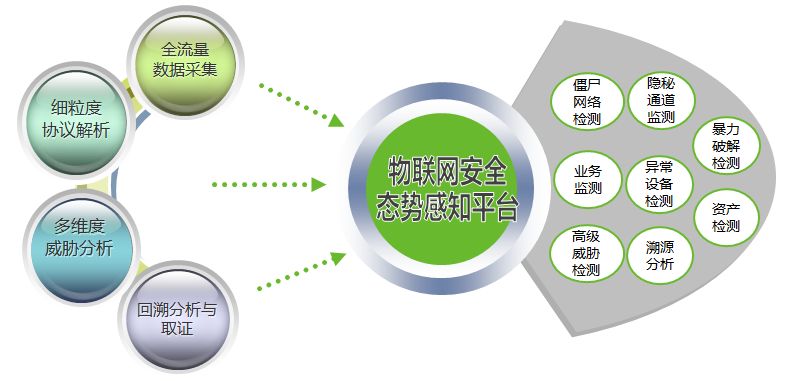 全流量
数据采集
细粒度
协议解析
多维度
威胁分析
回溯分析与
取证
物联网安全
态势感知平台
僵尸
网络
检测
隐秘
通道
监测
暴力
破解
检测
业务
监测
异常
设备
检测
资产
检测
高级
威胁
检测
溯源
分析